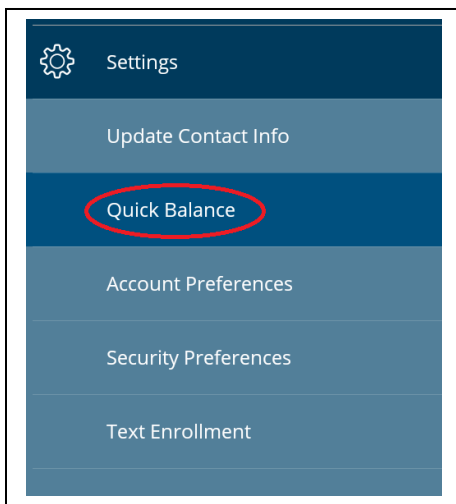 Settings
Update Contact Info
Quick Balance
Account Preferences
Security Preferences
Text Enrollment